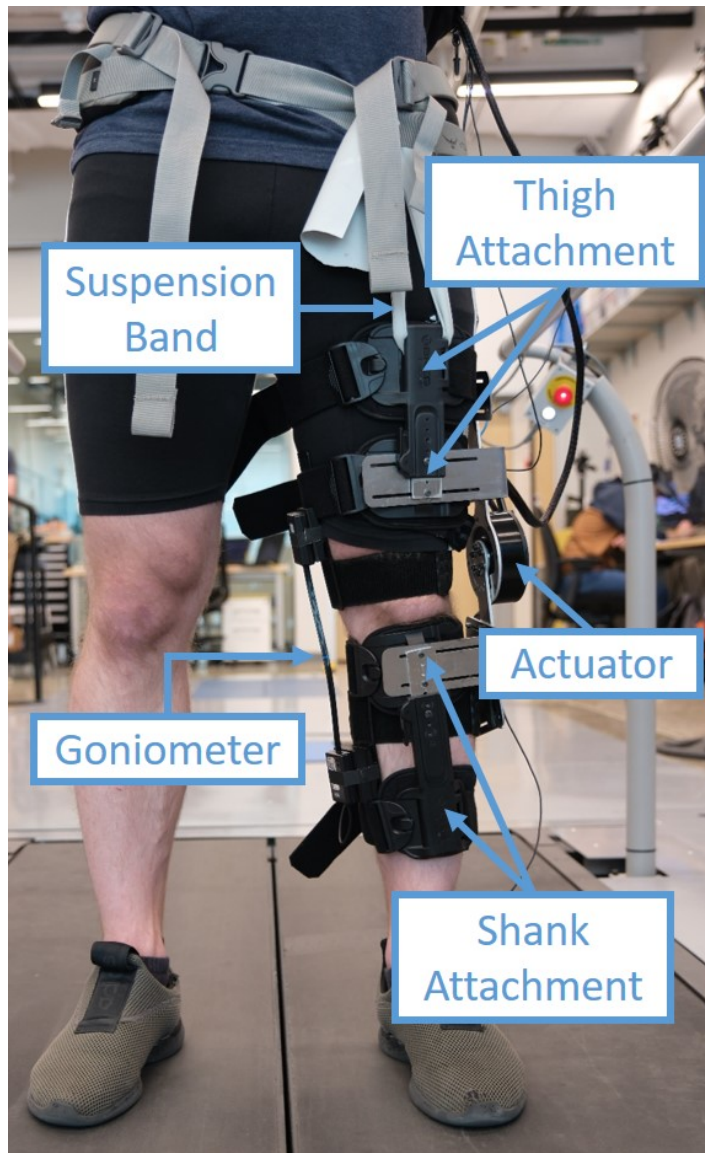 Thigh
Attachment
Suspension
Band
Actuator
Goniometer
Shank
Attachment